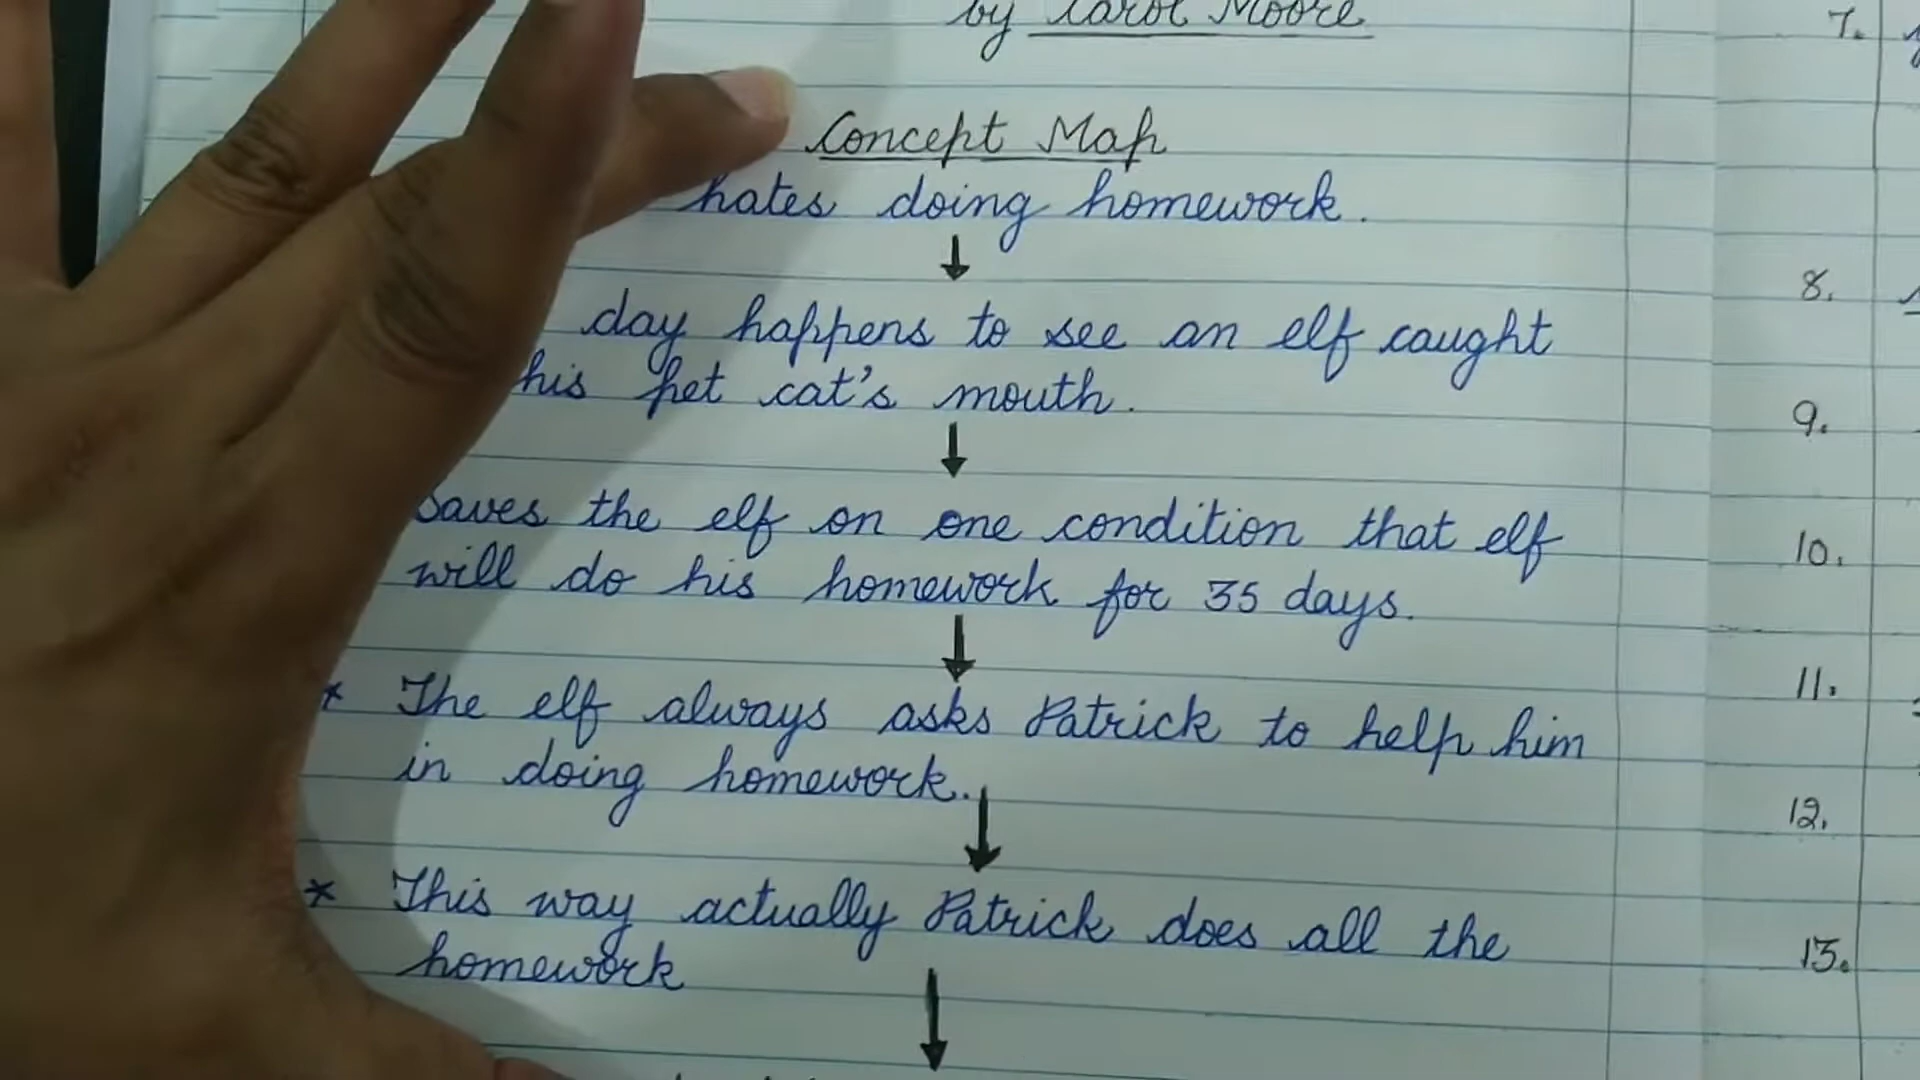 by Carol Moore
Concept Map
hates doing homework.
day happens to see an elf caught
his pet cat's mouth.
Saves the elf on one condition that elf
will do his homework for 35 days.
* The elf always asks Patrick to help him
in doing homework.
* This way actually Patrick does all the
homework
7.
8.
9.
10.
11.
12.
13.